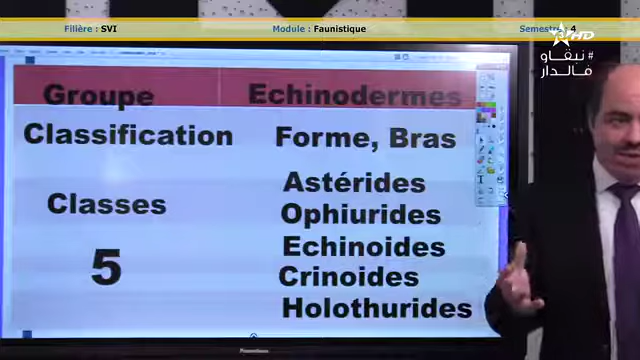 Filière : SVI
Module : Faunistique
Semestre : 4
HD
#نبقاو
فالدار
Groupe
Echinodermes
Classification
Forme, Bras
Classes
5
Astérides
Ophiurides
Echinoides
Crinoides
Holothurides